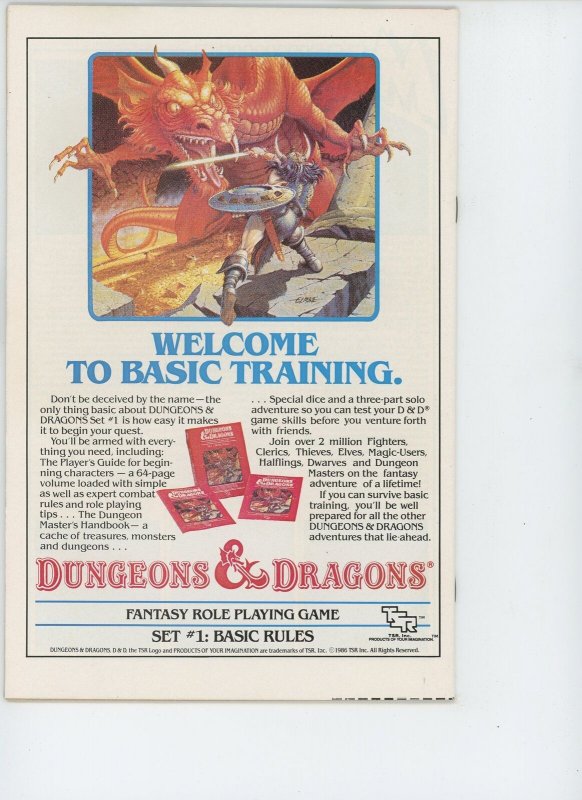 ELMORE
WELCOME
TO BASIC TRAINING.
Don't be deceived by the name—the
only thing basic about DUNGEONS &
DRAGONS Set #1 is how easy it makes
it to begin your quest.
You'll be armed with every-
thing you need, including:
The Player's Guide for begin-
ning characters — a 64-page
volume loaded with simple
as well as expert combat
rules and role playing
tips . . . The Dungeon
Master's Handbook— a
cache of treasures, monsters
and dungeons . . .
. . . Special dice and a three-part solo
adventure so you can test your D & D®
game skills before you venture forth
with friends.
Join over 2 million Fighters,
Clerics, Thieves, Elves, Magic-Users,
Halflings, Dwarves and Dungeon
Masters on the fantasy
adventure of a lifetime!
If you can survive basic
training, you'll be well
prepared for all the other
DUNGEONS & DRAGONS
adventures that lie ahead.
DUNGEONS & DRAGONS
DUNGEONS & DRAGONS®
FANTASY ROLE PLAYING GAME
SET #1: BASIC RULES
TSR™
TSR, Inc.
PRODUCTS OF YOUR IMAGINATION™
DUNGEONS & DRAGONS, D & D, the TSR Logo and PRODUCTS OF YOUR IMAGINATION are trademarks of TSR, Inc. ©1986 TSR Inc. All Rights Reserved.